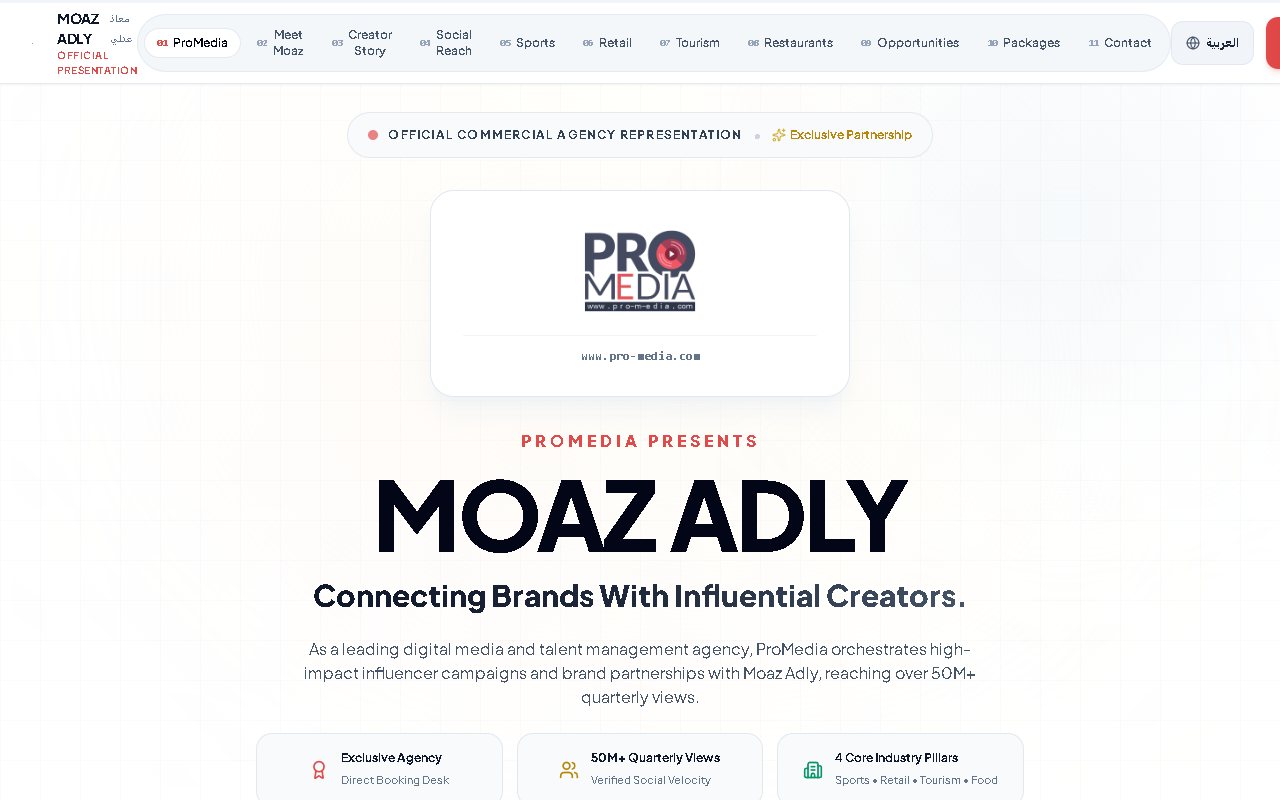 MOAZ ADLY
معاذ عدلي
OFFICIAL PRESENTATION
01 ProMedia
02 Meet Moaz
03 Creator Story
04 Social Reach
05 Sports
06 Retail
07 Tourism
08 Restaurants
09 Opportunities
10 Packages
11 Contact
العربية
OFFICIAL COMMERCIAL AGENCY REPRESENTATION
Exclusive Partnership
PRO
MEDIA
www.pro-media.com
www.pro-media.com
PROMEDIA PRESENTS
MOAZ ADLY
Connecting Brands With Influential Creators.
As a leading digital media and talent management agency, ProMedia orchestrates high-
impact influencer campaigns and brand partnerships with Moaz Adly, reaching over 50M+
quarterly views.
Exclusive Agency
Direct Booking Desk
50M+ Quarterly Views
Verified Social Velocity
4 Core Industry Pillars
Sports • Retail • Tourism • Food